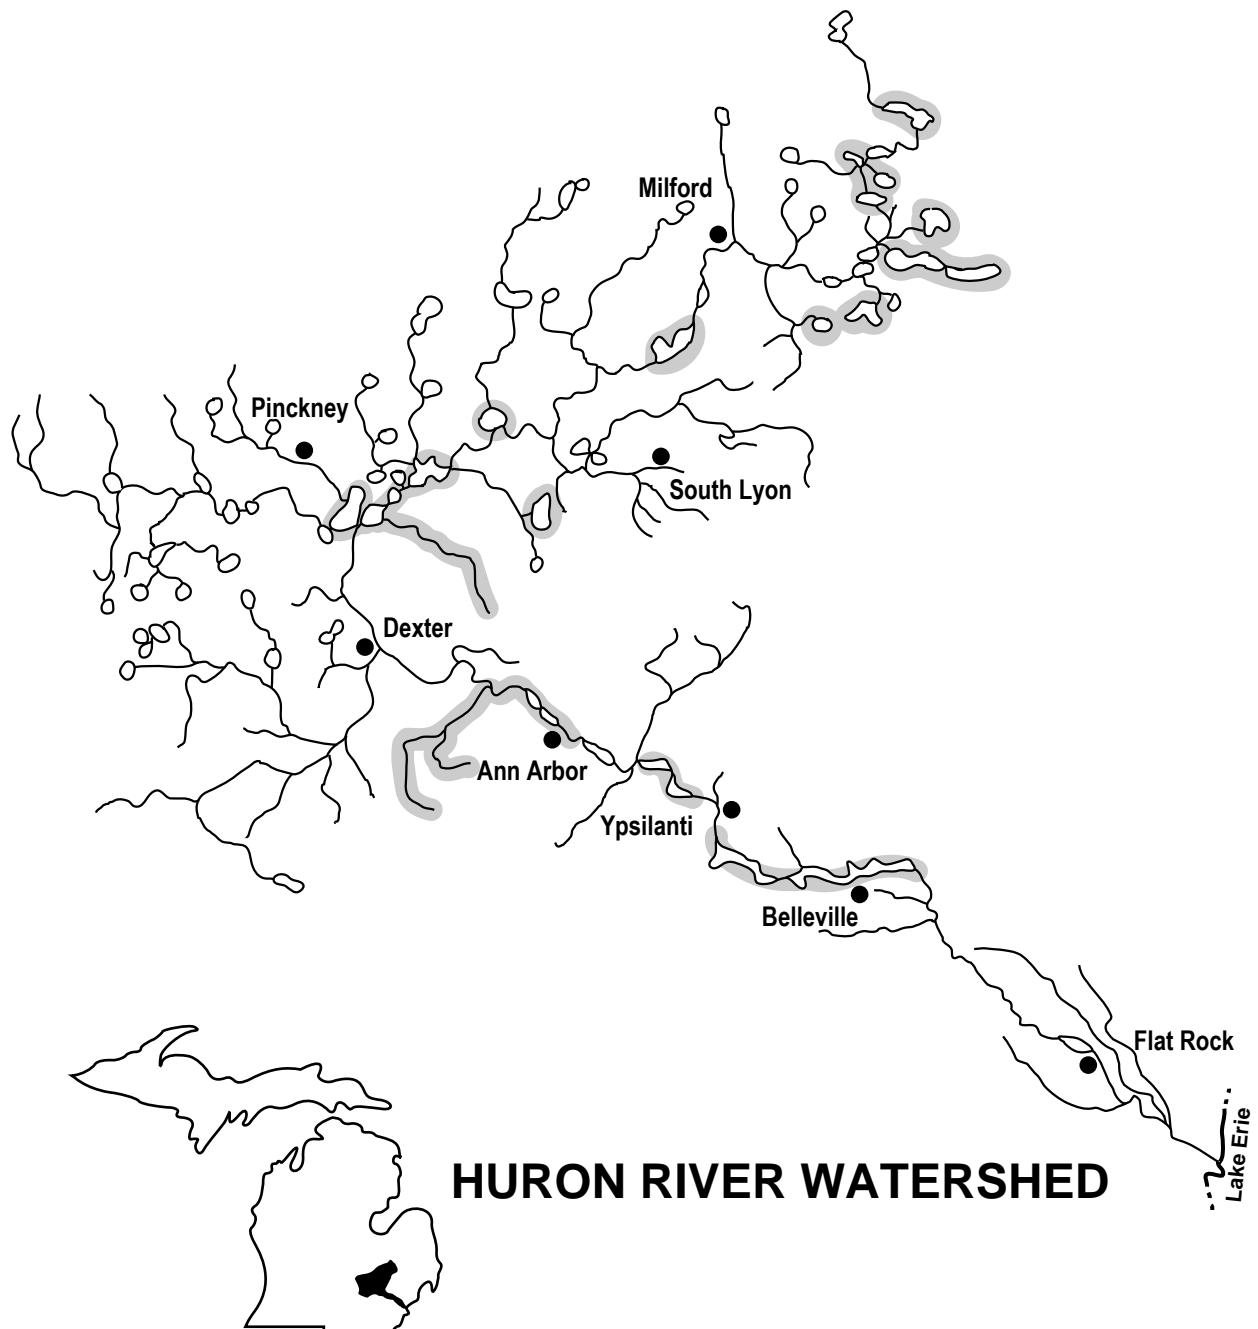 Milford
Pinckney
South Lyon
Dexter
Ann Arbor
Ypsilanti
Belleville
Flat Rock
Lake Erie
HURON RIVER WATERSHED